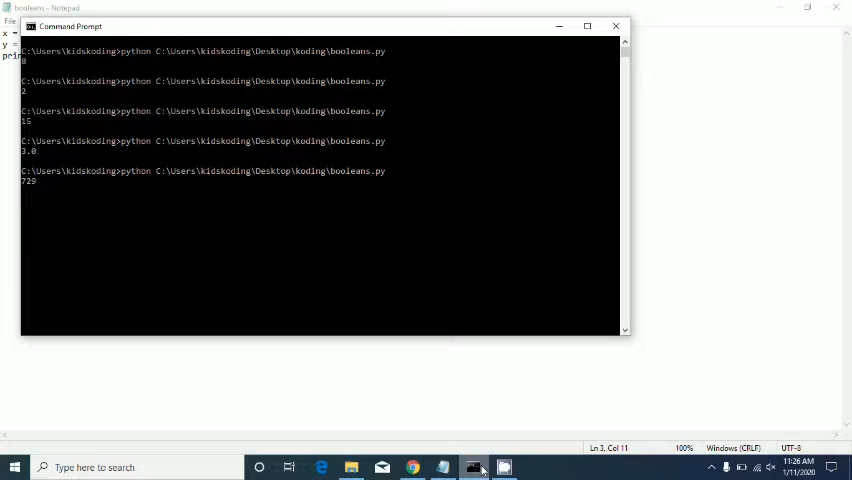 booleans - Notepad
File
x =
y =
prin
Command Prompt
C:\Users\kidskoding>python C:\Users\kidskoding\Desktop\koding\booleans.py
8
C:\Users\kidskoding>python C:\Users\kidskoding\Desktop\koding\booleans.py
2
C:\Users\kidskoding>python C:\Users\kidskoding\Desktop\koding\booleans.py
15
C:\Users\kidskoding>python C:\Users\kidskoding\Desktop\koding\booleans.py
3.0
C:\Users\kidskoding>python C:\Users\kidskoding\Desktop\koding\booleans.py
729
Ln 3, Col 11 100% Windows (CRLF) UTF-8
Type here to search
11:26 AM
1/11/2020